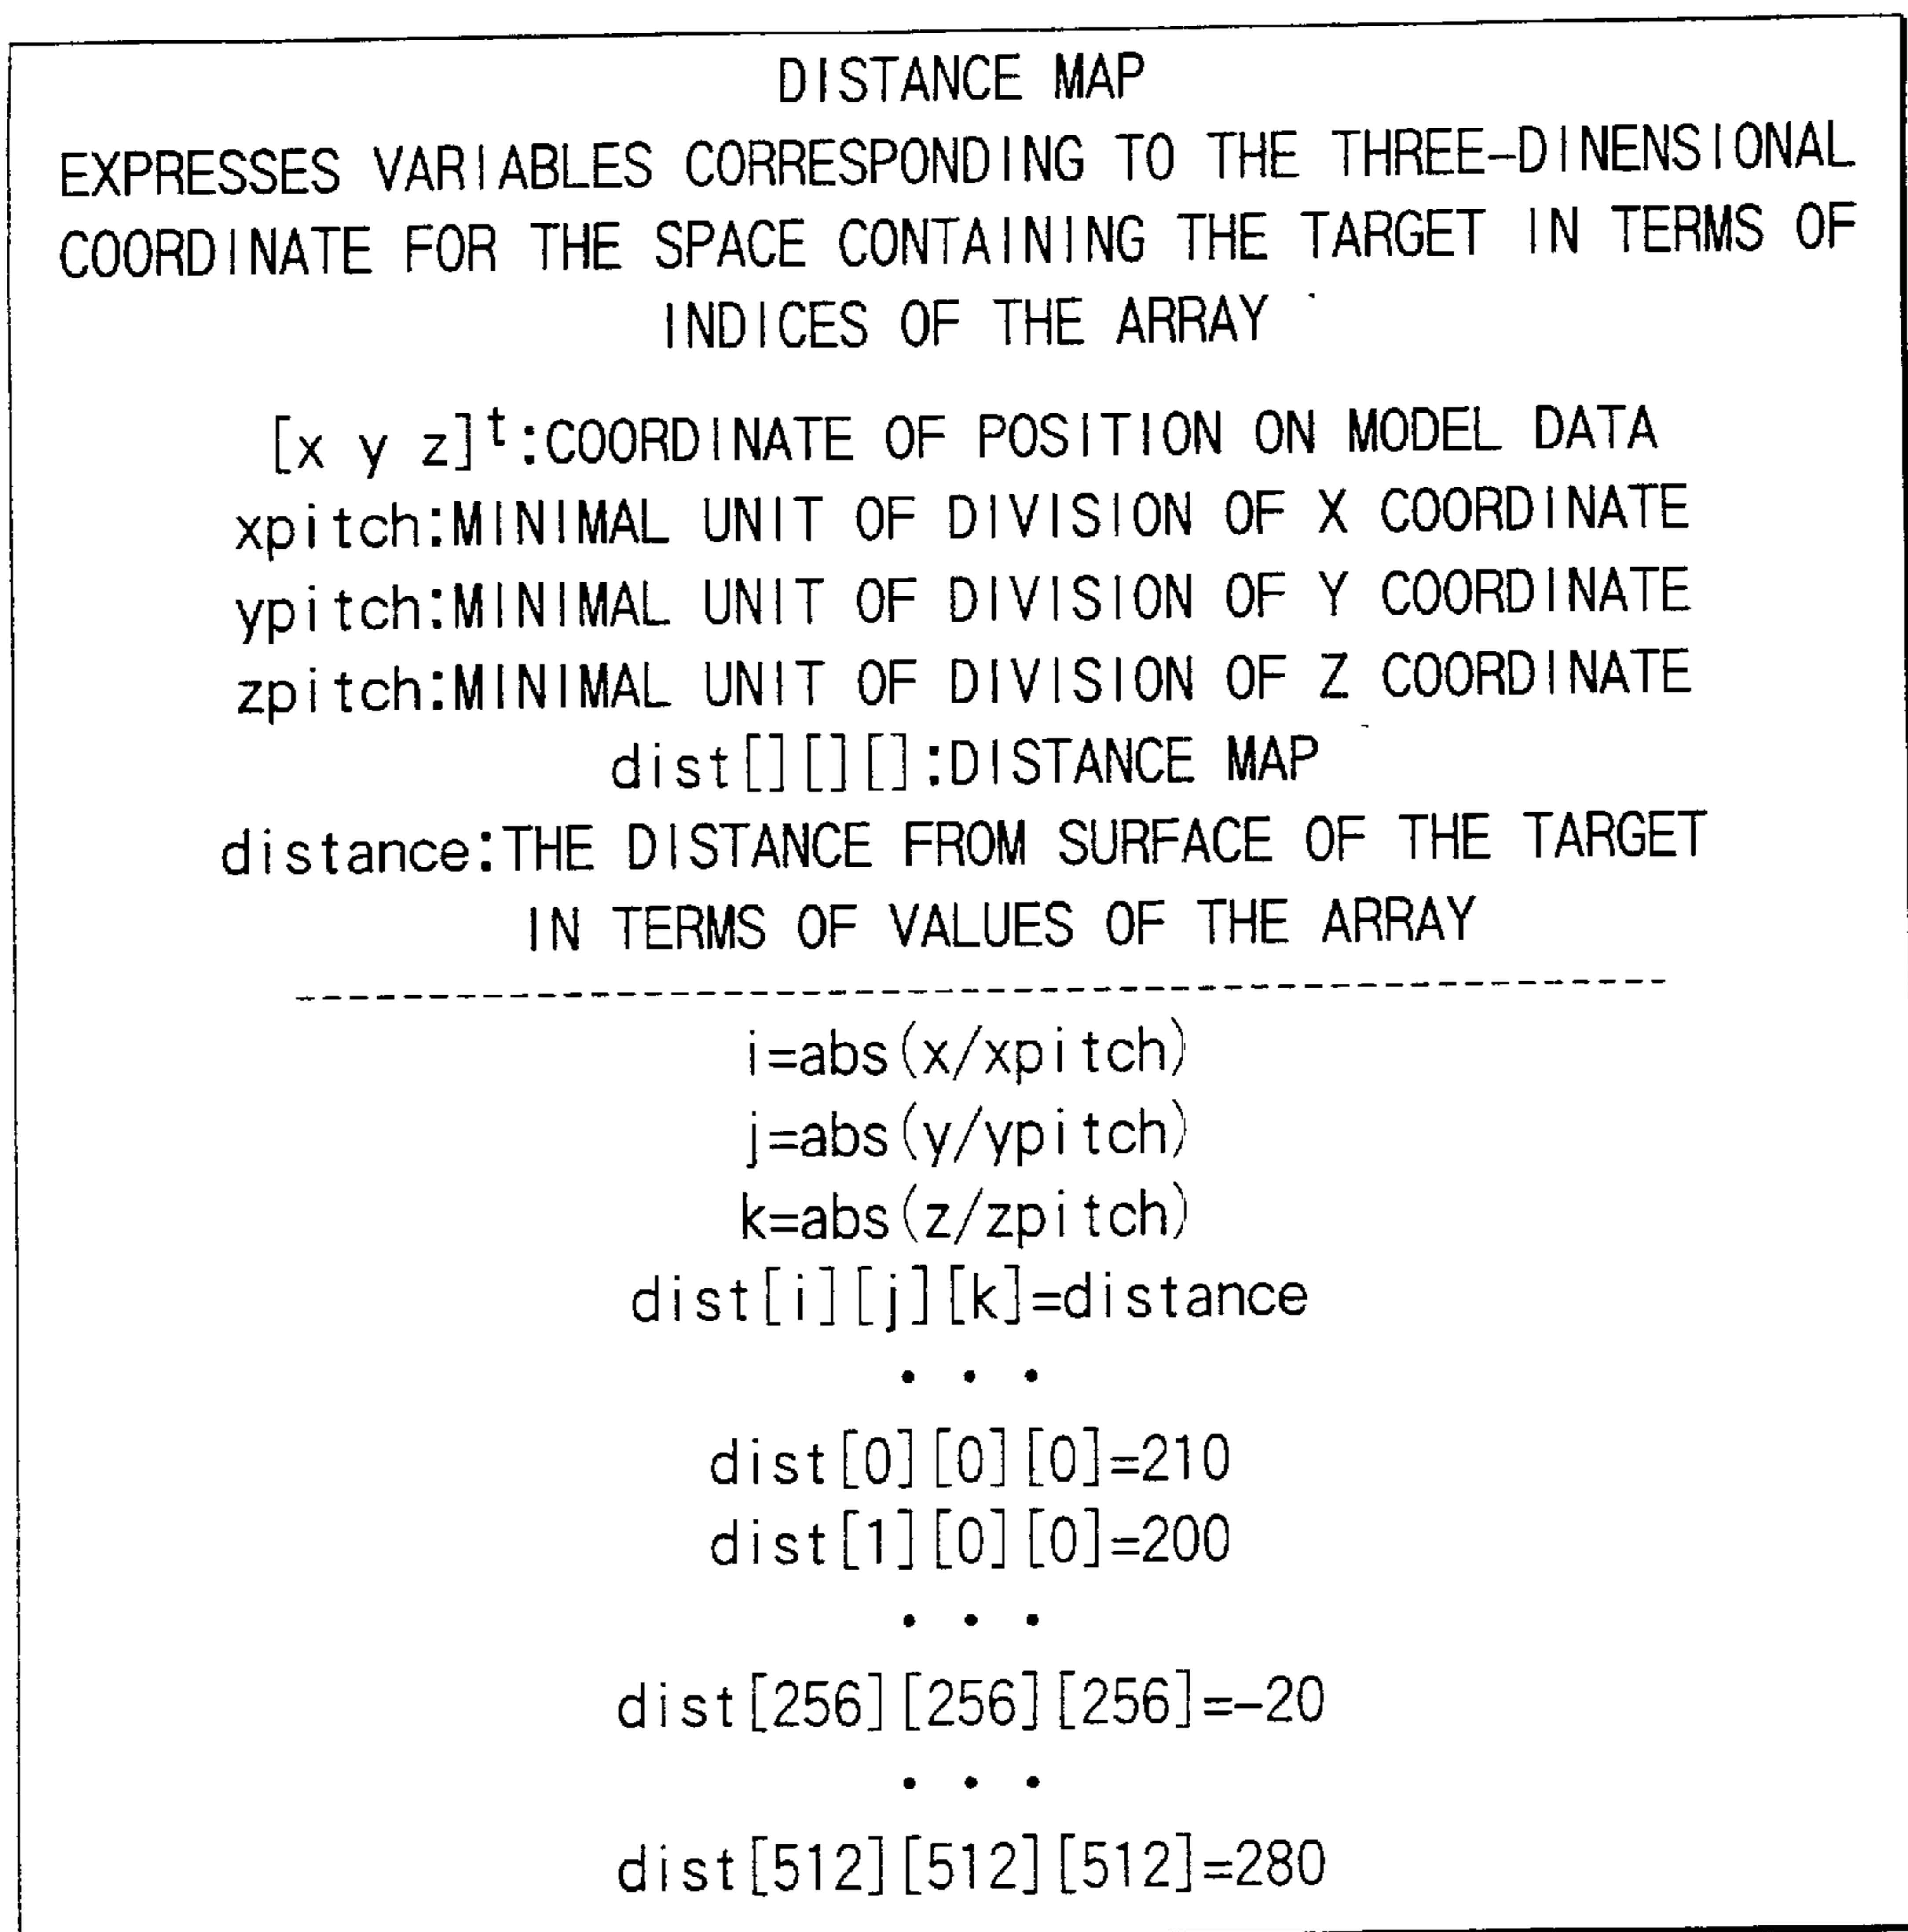 DISTANCE MAP
EXPRESSES VARIABLES CORRESPONDING TO THE THREE-DINENSIONAL
COORDINATE FOR THE SPACE CONTAINING THE TARGET IN TERMS OF
INDICES OF THE ARRAY
[x y z]ᵗ:COORDINATE OF POSITION ON MODEL DATA
xpitch:MINIMAL UNIT OF DIVISION OF X COORDINATE
ypitch:MINIMAL UNIT OF DIVISION OF Y COORDINATE
zpitch:MINIMAL UNIT OF DIVISION OF Z COORDINATE
dist[][][]:DISTANCE MAP
distance:THE DISTANCE FROM SURFACE OF THE TARGET
IN TERMS OF VALUES OF THE ARRAY
i=abs(x/xpitch)
j=abs(y/ypitch)
k=abs(z/zpitch)
dist[i][j][k]=distance
· · ·
dist[0][0][0]=210
dist[1][0][0]=200
· · ·
dist[256][256][256]=-20
· · ·
dist[512][512][512]=280